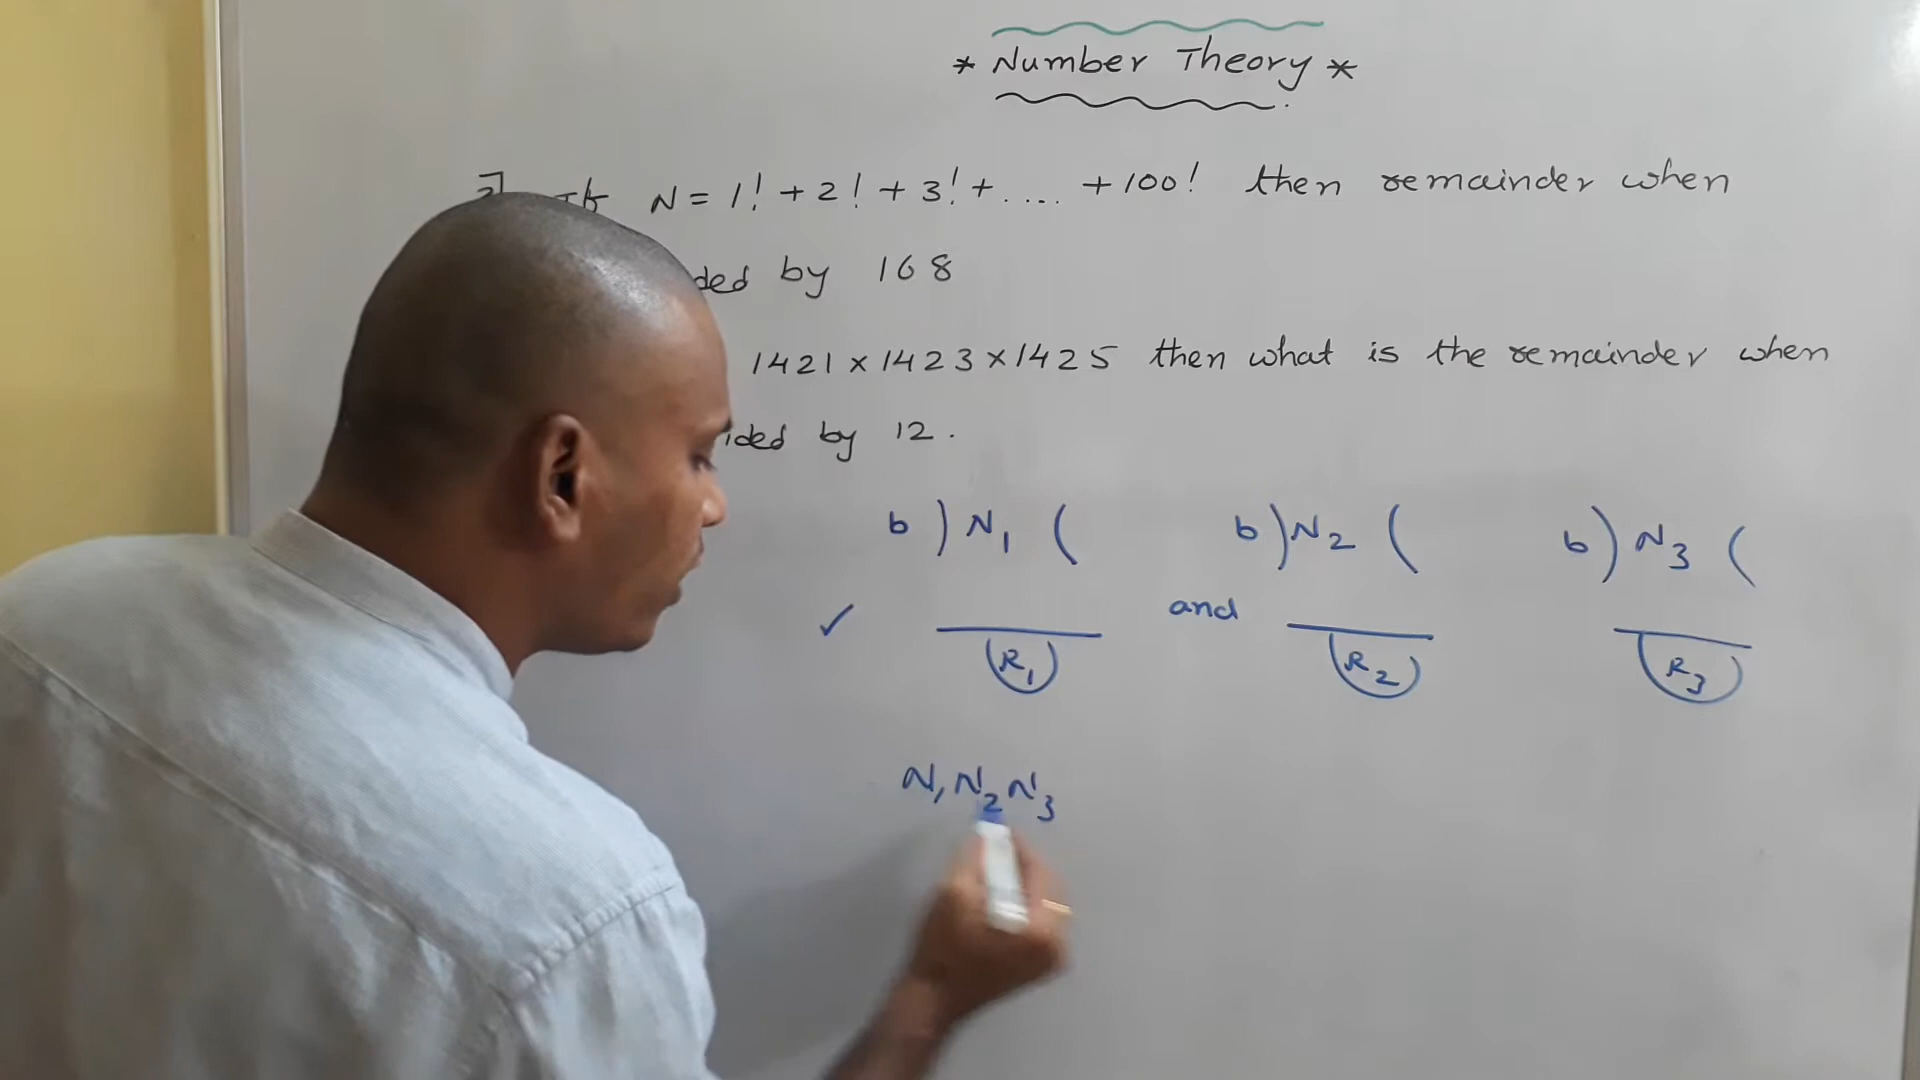 * Number Theory *
If N = 1! + 2! + 3! + .... + 100! then remainder when
ded by 168
1421 × 1423 × 1425 then what is the remainder when
ided by 12.
b ) N1 ( b ) N2 ( b ) N3 (
✓ and
R1 R2 R3
N1 N2 N3